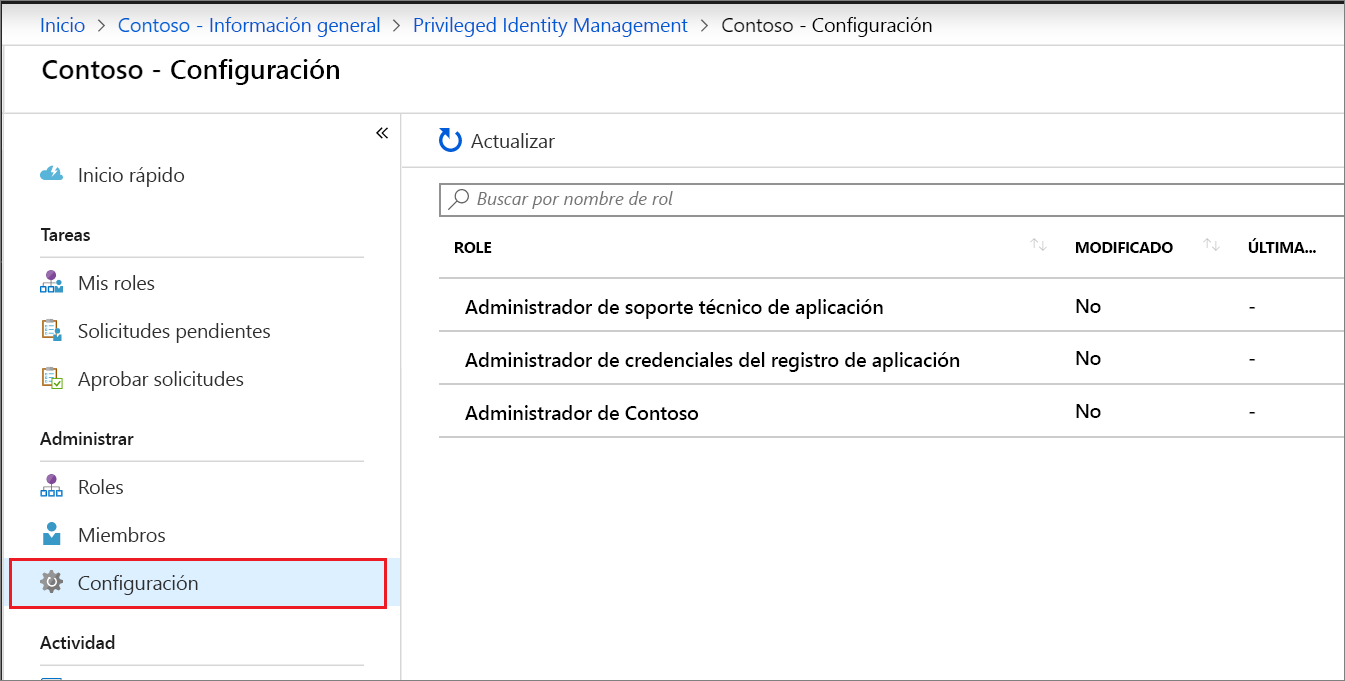 Inicio > Contoso - Información general > Privileged Identity Management > Contoso - Configuración
Contoso - Configuración
«
Inicio rápido
Tareas
Mis roles
Solicitudes pendientes
Aprobar solicitudes
Administrar
Roles
Miembros
Configuración
Actividad
Actualizar
Buscar por nombre de rol
ROLE ↑↓ MODIFICADO ↑↓ ÚLTIMA...
Administrador de soporte técnico de aplicación No -
Administrador de credenciales del registro de aplicación No -
Administrador de Contoso No -